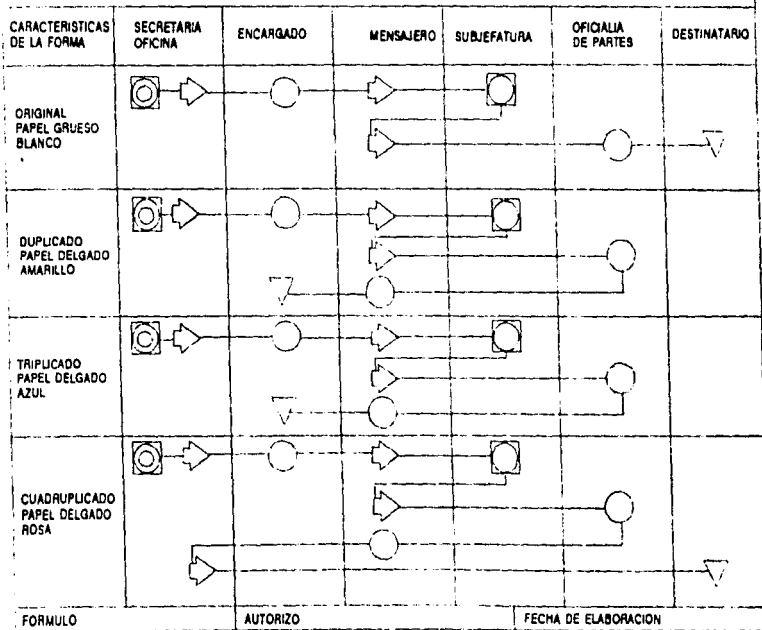 CARACTERISTICAS
DE LA FORMA
SECRETARIA
OFICINA
ENCARGADO
MENSAJERO
SUBJEFATURA
OFICIALIA
DE PARTES
DESTINATARIO
ORIGINAL
PAPEL GRUESO
BLANCO
DUPLICADO
PAPEL DELGADO
AMARILLO
TRIPLICADO
PAPEL DELGADO
AZUL
CUADRUPLICADO
PAPEL DELGADO
ROSA
FORMULO
AUTORIZO
FECHA DE ELABORACION